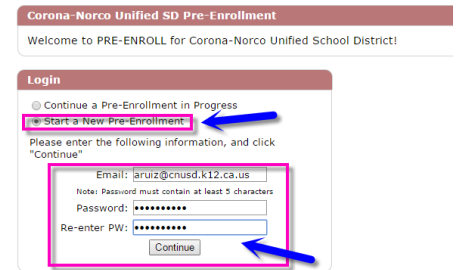 Corona-Norco Unified SD Pre-Enrollment
Welcome to PRE-ENROLL for Corona-Norco Unified School District!
Login
Continue a Pre-Enrollment in Progress
Start a New Pre-Enrollment
Please enter the following information, and click
"Continue"
Email: aruiz@cnusd.k12.ca.us
Note: Password must contain at least 5 characters
Password: ••••••••••
Re-enter PW: ••••••••••
Continue